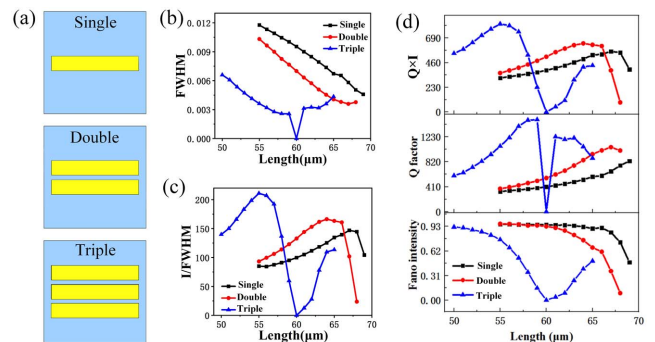 (a)
Single
Double
Triple
(b)
FWHM
0.012
0.009
0.006
0.003
0.000
Single
Double
Triple
50 55 60 65 70
Length(μm)
(c)
I/FWHM
200
150
100
50
0
Single
Double
Triple
50 55 60 65 70
Length(μm)
(d)
Q×I
690
460
230
0
Q factor
1230
820
410
0
Fano intensity
0.93
0.62
0.31
0.00
Single
Double
Triple
50 55 60 65 70
Length (μm)